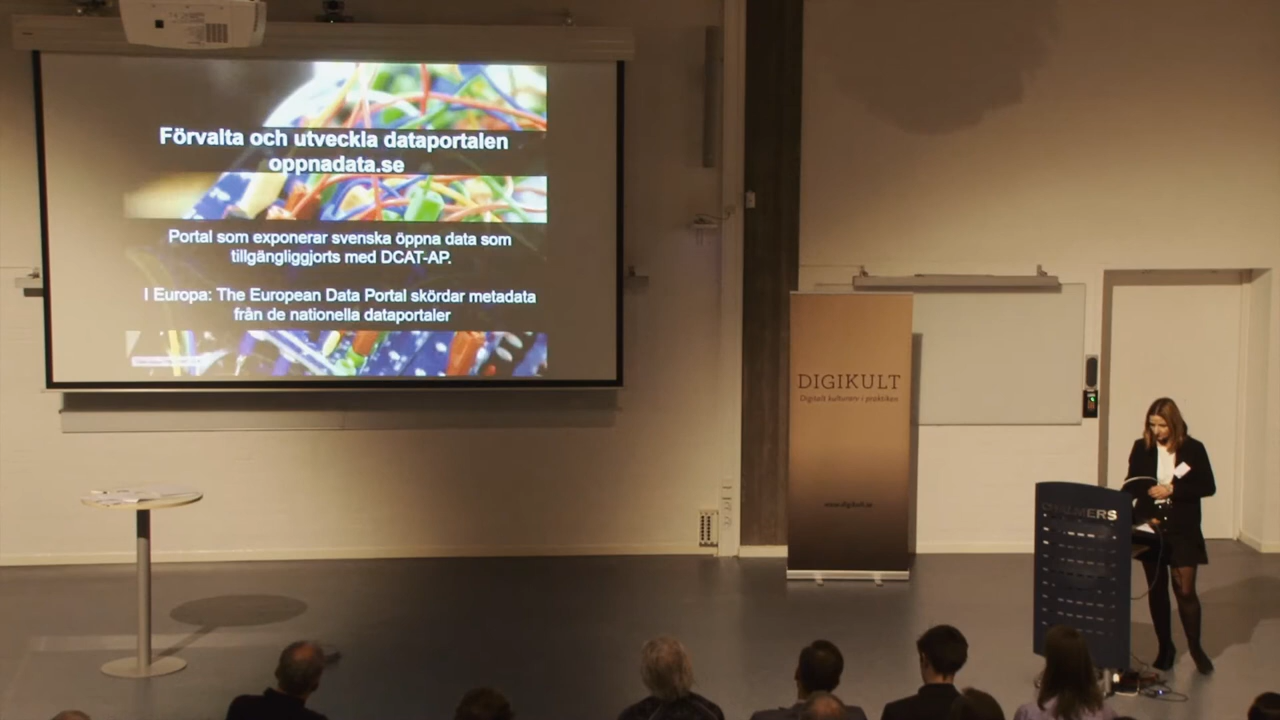 Förvalta och utveckla dataportalen
oppnadata.se
Portal som exponerar svenska öppna data som
tillgängliggjorts med DCAT-AP.
I Europa: The European Data Portal skördar metadata
från de nationella dataportaler
DIGIKULT
Digitalt kulturarv i praktiken
www.digikult.se
CHALMERS